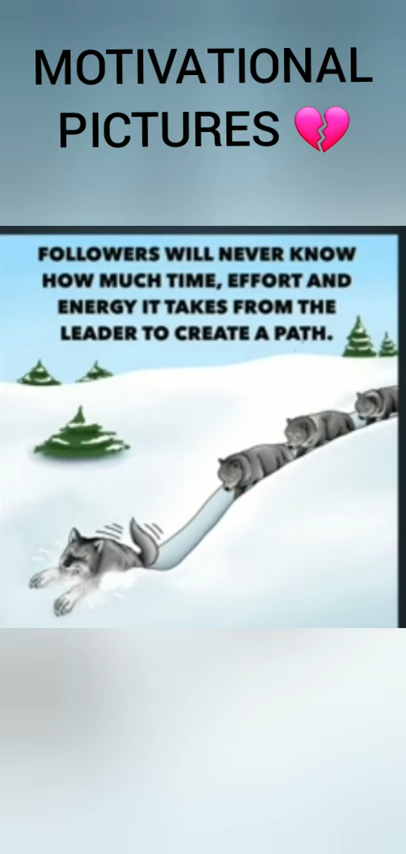 MOTIVATIONAL
PICTURES 💔
FOLLOWERS WILL NEVER KNOW
HOW MUCH TIME, EFFORT AND
ENERGY IT TAKES FROM THE
LEADER TO CREATE A PATH.